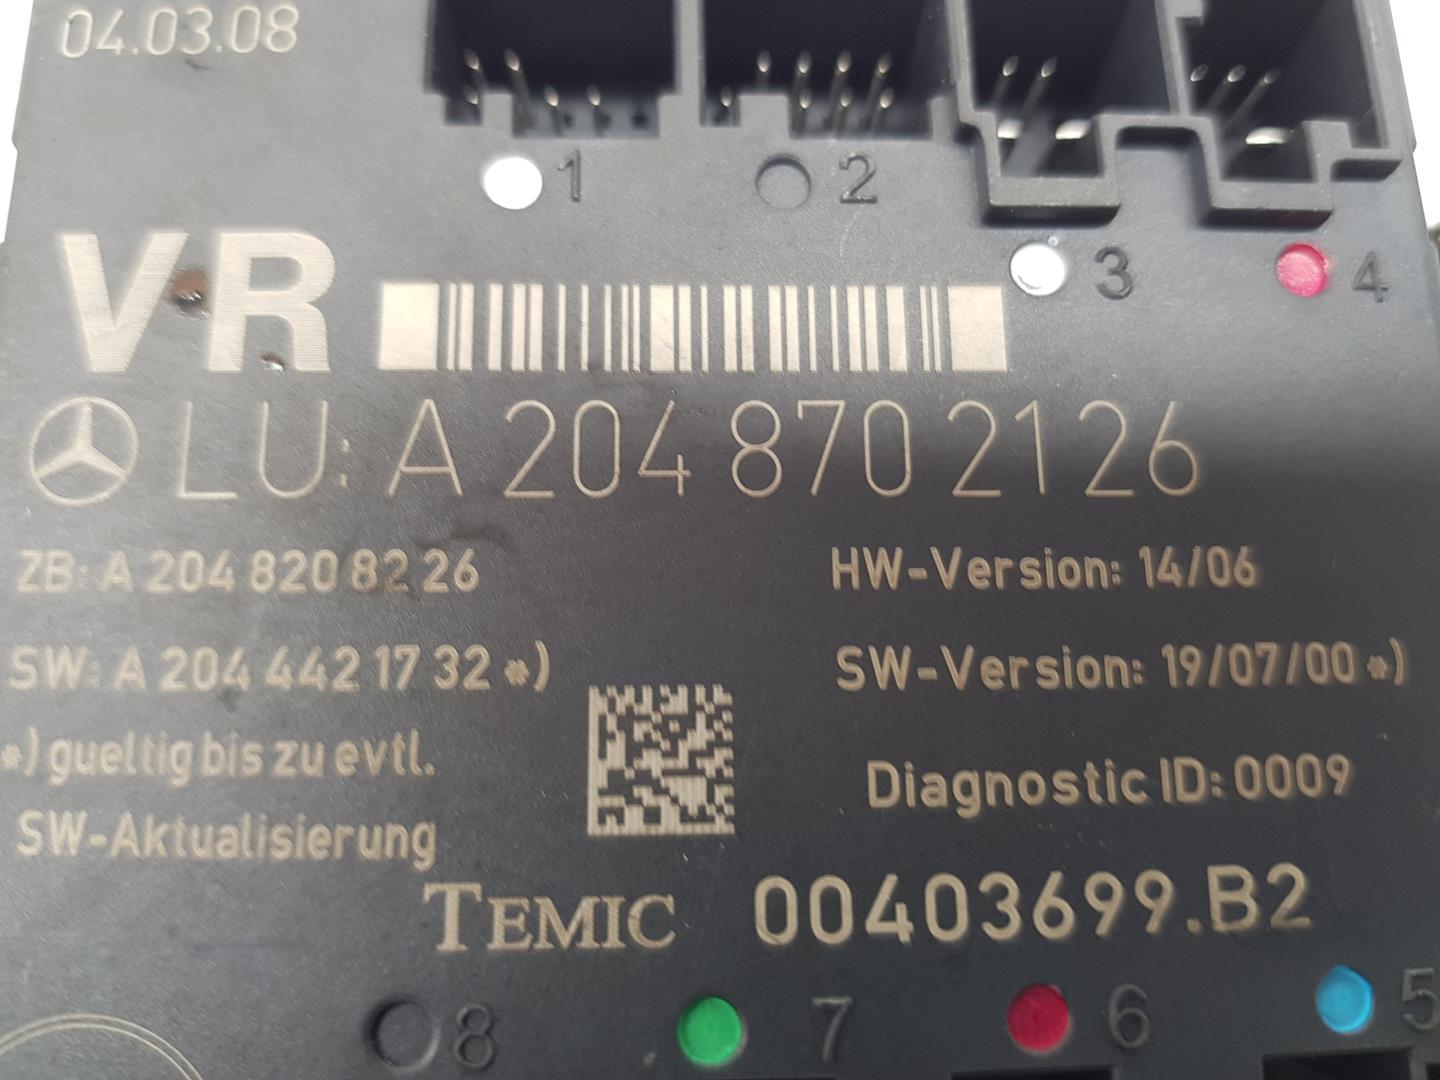 04.03.08
1
2
3
4
VR
LU: A 204 870 21 26
ZB: A 204 820 82 26
HW-Version: 14/06
SW: A 204 442 17 32 *)
SW-Version: 19/07/00 *)
*) gueltig bis zu evtl.
SW-Aktualisierung
Diagnostic ID: 0009
TEMIC 00403699.B2
8
7
6
5